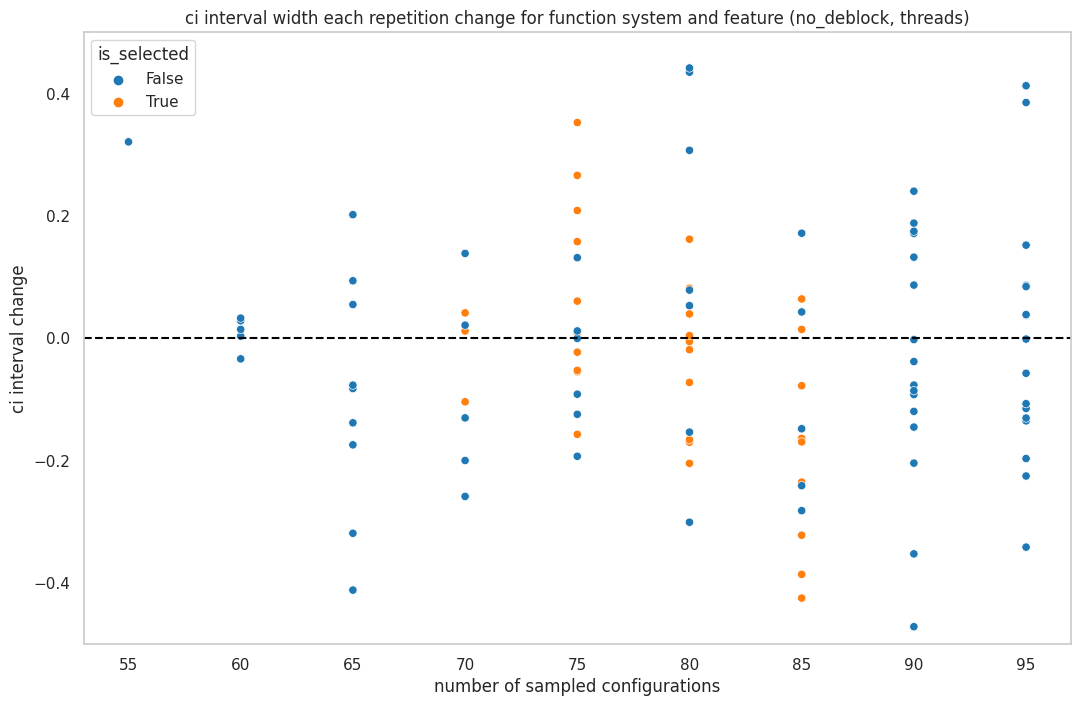 ci interval width each repetition change for function system and feature (no_deblock, threads)
is_selected
False
True
ci interval change
0.4
0.2
0.0
−0.2
−0.4
55 60 65 70 75 80 85 90 95
number of sampled configurations